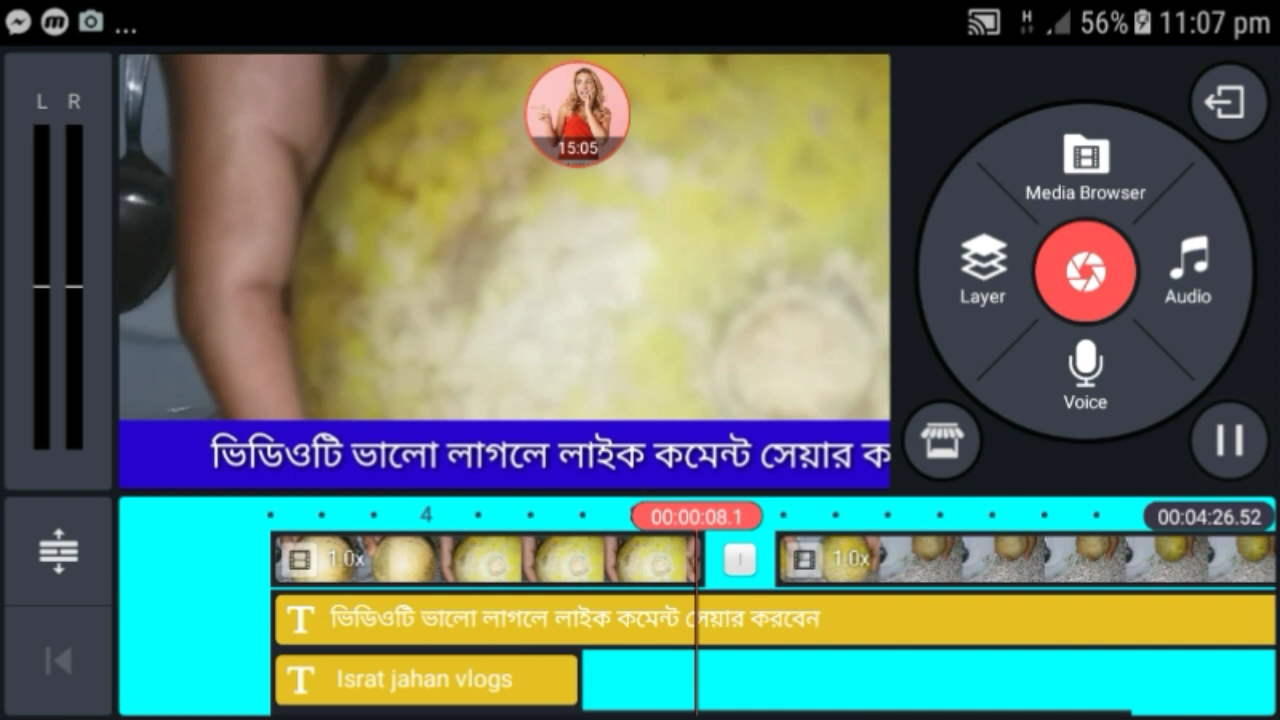 ... H 56% 11:07 pm
L R
15:05
Media Browser
Layer
Audio
Voice
ভিডিওটি ভালো লাগলে লাইক কমেন্ট সেয়ার ক
4 00:00:08.1 00:04:26.52
1.0x 1.0x
T ভিডিওটি ভালো লাগলে লাইক কমেন্ট সেয়ার করবেন
T Israt jahan vlogs